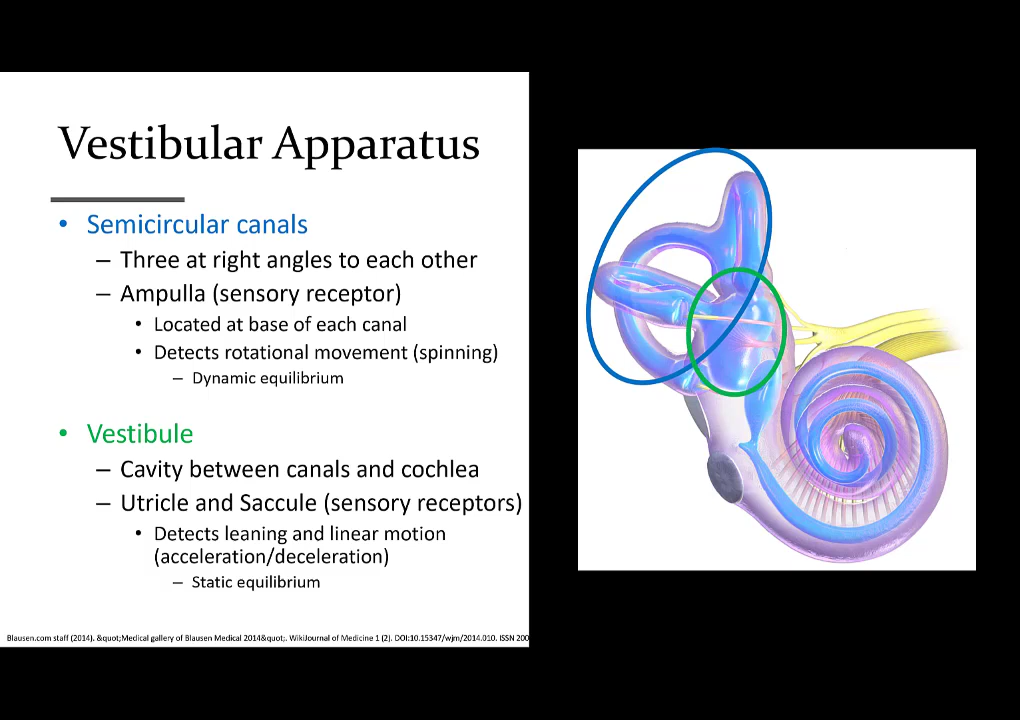 Vestibular Apparatus
• Semicircular canals
– Three at right angles to each other
– Ampulla (sensory receptor)
• Located at base of each canal
• Detects rotational movement (spinning)
– Dynamic equilibrium
• Vestibule
– Cavity between canals and cochlea
– Utricle and Saccule (sensory receptors)
• Detects leaning and linear motion
(acceleration/deceleration)
– Static equilibrium
Blausen.com staff (2014). &quot;Medical gallery of Blausen Medical 2014&quot;. WikiJournal of Medicine 1 (2). DOI:10.15347/wjm/2014.010. ISSN 200